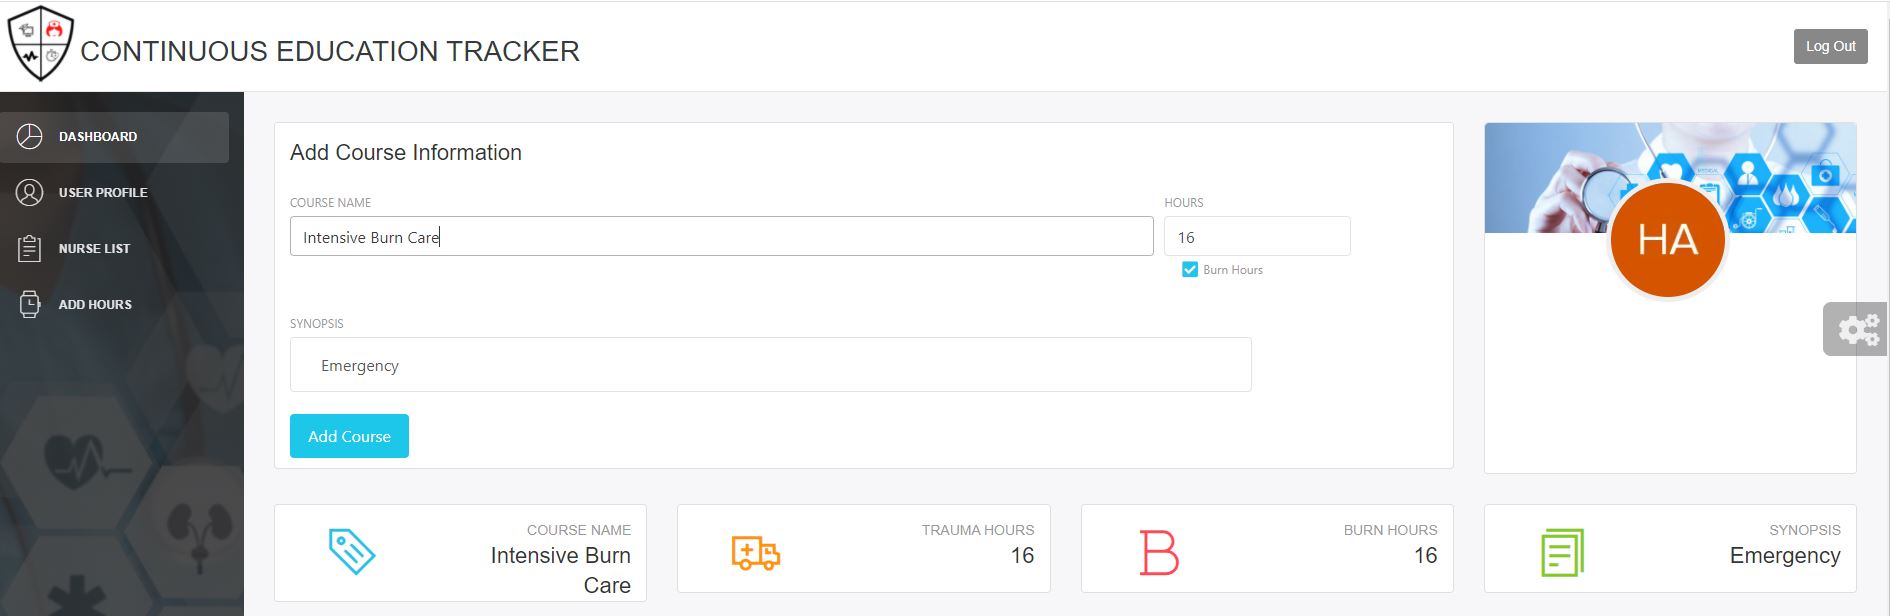 CONTINUOUS EDUCATION TRACKER
Log Out
DASHBOARD
USER PROFILE
NURSE LIST
ADD HOURS
Add Course Information
COURSE NAME
HOURS
Intensive Burn Care
16
Burn Hours
SYNOPSIS
Emergency
Add Course
HA
COURSE NAME
Intensive Burn
Care
TRAUMA HOURS
16
B
BURN HOURS
16
SYNOPSIS
Emergency